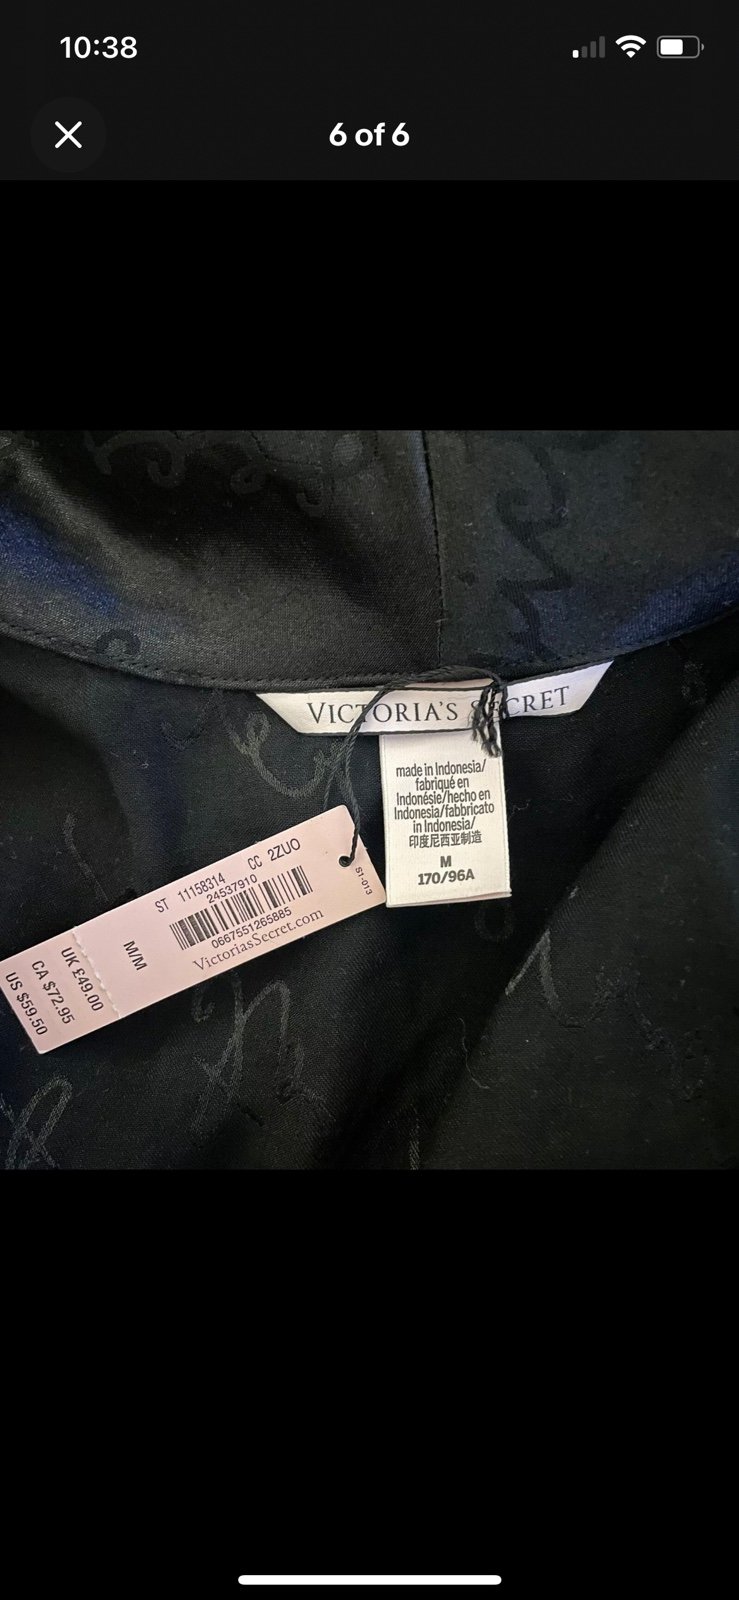 10:38
6 of 6
VICTORIA'S SECRET
made in Indonesia/
fabriqué en
Indonésie/hecho en
Indonesia/fabbricato
in Indonesia/
印度尼西亚制造
M
170/96A
S1-013
ST 11158314 CC 2ZUO
24537910
0667551265885
VictoriasSecret.com
M/M
UK £49.00
CA $72.95
US $59.50